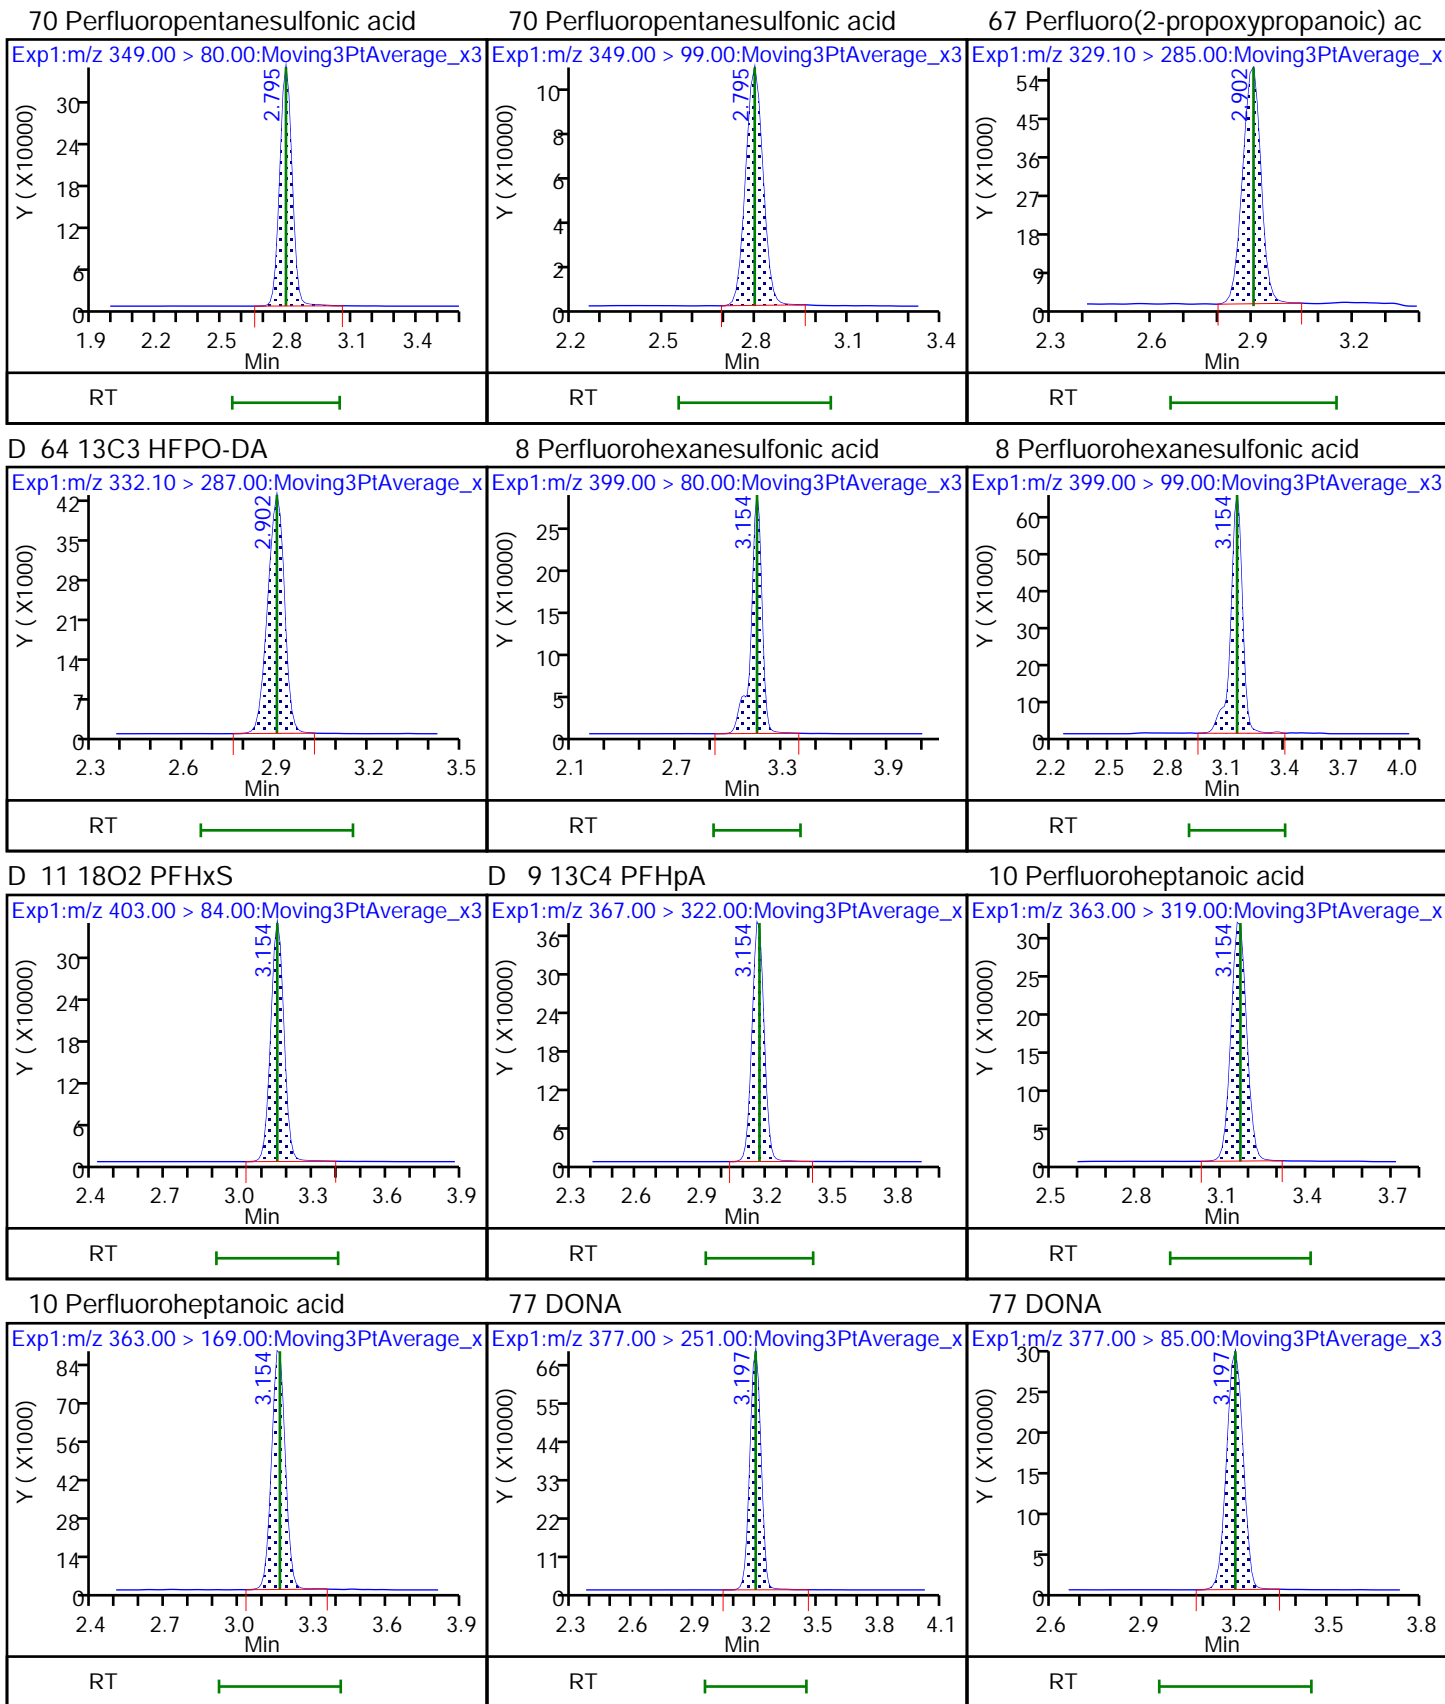 70 Perfluoropentanesulfonic acid
Exp1:m/z 349.00 > 80.00:Moving3PtAverage_x3
2.795
Y ( X10000)
30
24
18
12
6
0
1.9 2.2 2.5 2.8 3.1 3.4
Min
RT
70 Perfluoropentanesulfonic acid
Exp1:m/z 349.00 > 99.00:Moving3PtAverage_x3
2.795
Y ( X10000)
10
8
6
4
2
0
2.2 2.5 2.8 3.1 3.4
Min
RT
67 Perfluoro(2-propoxypropanoic) ac
Exp1:m/z 329.10 > 285.00:Moving3PtAverage_x
2.902
Y ( X1000)
54
45
36
27
18
9
0
2.3 2.6 2.9 3.2
Min
RT
D 64 13C3 HFPO-DA
Exp1:m/z 332.10 > 287.00:Moving3PtAverage_x
2.902
Y ( X1000)
42
35
28
21
14
7
0
2.3 2.6 2.9 3.2 3.5
Min
RT
8 Perfluorohexanesulfonic acid
Exp1:m/z 399.00 > 80.00:Moving3PtAverage_x3
3.154
Y ( X10000)
25
20
15
10
5
0
2.1 2.7 3.3 3.9
Min
RT
8 Perfluorohexanesulfonic acid
Exp1:m/z 399.00 > 99.00:Moving3PtAverage_x3
3.154
Y ( X1000)
60
50
40
30
20
10
0
2.2 2.5 2.8 3.1 3.4 3.7 4.0
Min
RT
D 11 18O2 PFHxS
Exp1:m/z 403.00 > 84.00:Moving3PtAverage_x3
3.154
Y ( X10000)
30
24
18
12
6
0
2.4 2.7 3.0 3.3 3.6 3.9
Min
RT
D 9 13C4 PFHpA
Exp1:m/z 367.00 > 322.00:Moving3PtAverage_x
3.154
Y ( X10000)
36
30
24
18
12
6
0
2.3 2.6 2.9 3.2 3.5 3.8
Min
RT
10 Perfluoroheptanoic acid
Exp1:m/z 363.00 > 319.00:Moving3PtAverage_x
3.154
Y ( X10000)
30
25
20
15
10
5
0
2.5 2.8 3.1 3.4 3.7
Min
RT
10 Perfluoroheptanoic acid
Exp1:m/z 363.00 > 169.00:Moving3PtAverage_x
3.154
Y ( X10000)
84
70
56
42
28
14
0
2.4 2.7 3.0 3.3 3.6 3.9
Min
RT
77 DONA
Exp1:m/z 377.00 > 251.00:Moving3PtAverage_x
3.197
Y ( X10000)
66
55
44
33
22
11
0
2.3 2.6 2.9 3.2 3.5 3.8 4.1
Min
RT
77 DONA
Exp1:m/z 377.00 > 85.00:Moving3PtAverage_x3
3.197
Y ( X10000)
30
25
20
15
10
5
0
2.6 2.9 3.2 3.5 3.8
Min
RT